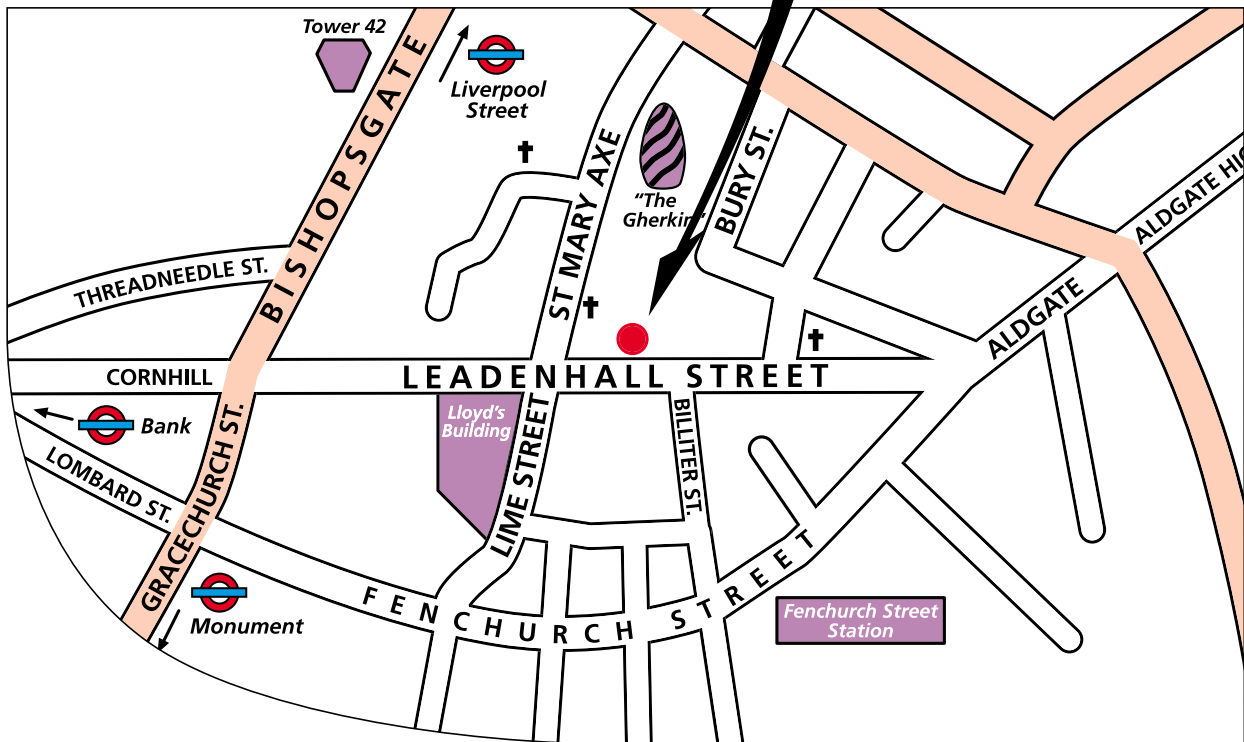 Tower 42
BISHOPSGATE
Liverpool
Street
ST MARY AXE
"The
Gherkin"
BURY ST.
ALDGATE HIG
THREADNEEDLE ST.
ALDGATE
CORNHILL
LEADENHALL STREET
Bank
Lloyd's
Building
LIME STREET
BILLITER ST.
LOMBARD ST.
GRACECHURCH ST.
FENCHURCH STREET
Monument
Fenchurch Street
Station